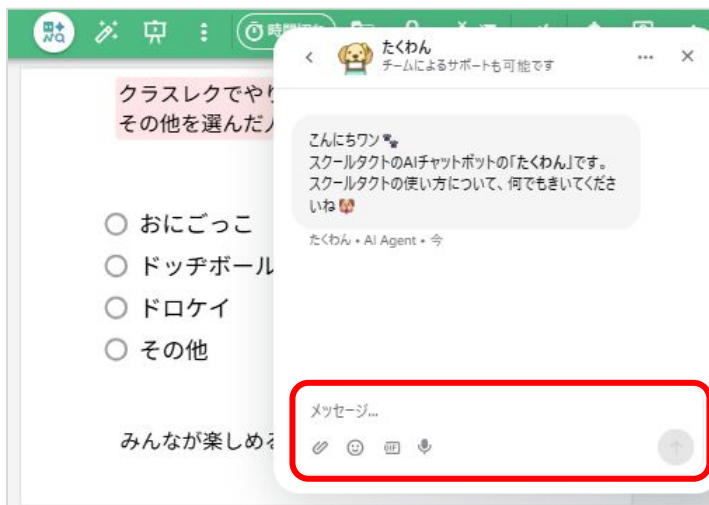 時間切れ
クラスレクでやり
その他を選んだ人
おにごっこ
ドッヂボール
ドロケイ
その他
みんなが楽しめる
たくわん
チームによるサポートも可能です
こんにちワン🐾
スクールタクトのAIチャットボットの「たくわん」です。
スクールタクトの使い方について、何でもきいてくださ
いね🐶
たくわん • AI Agent • 今
メッセージ...
GIF